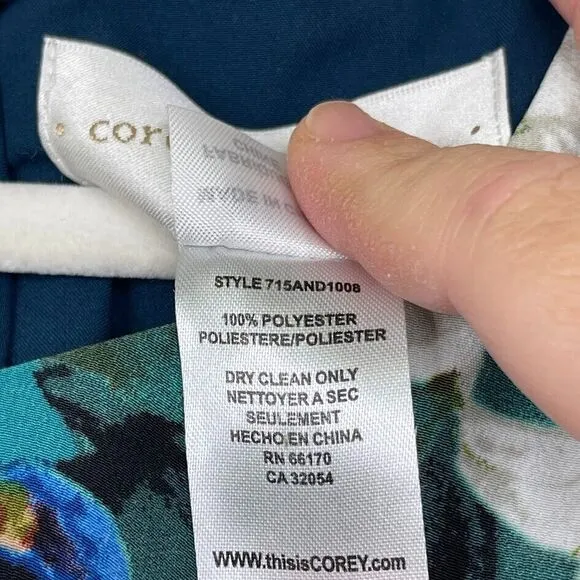 STYLE 715AND1008
100% POLYESTER
POLIESTERE/POLIESTER
DRY CLEAN ONLY
NETTOYER A SEC
SEULEMENT
HECHO EN CHINA
RN 66170
CA 32054
WWW.thisisCOREY.com